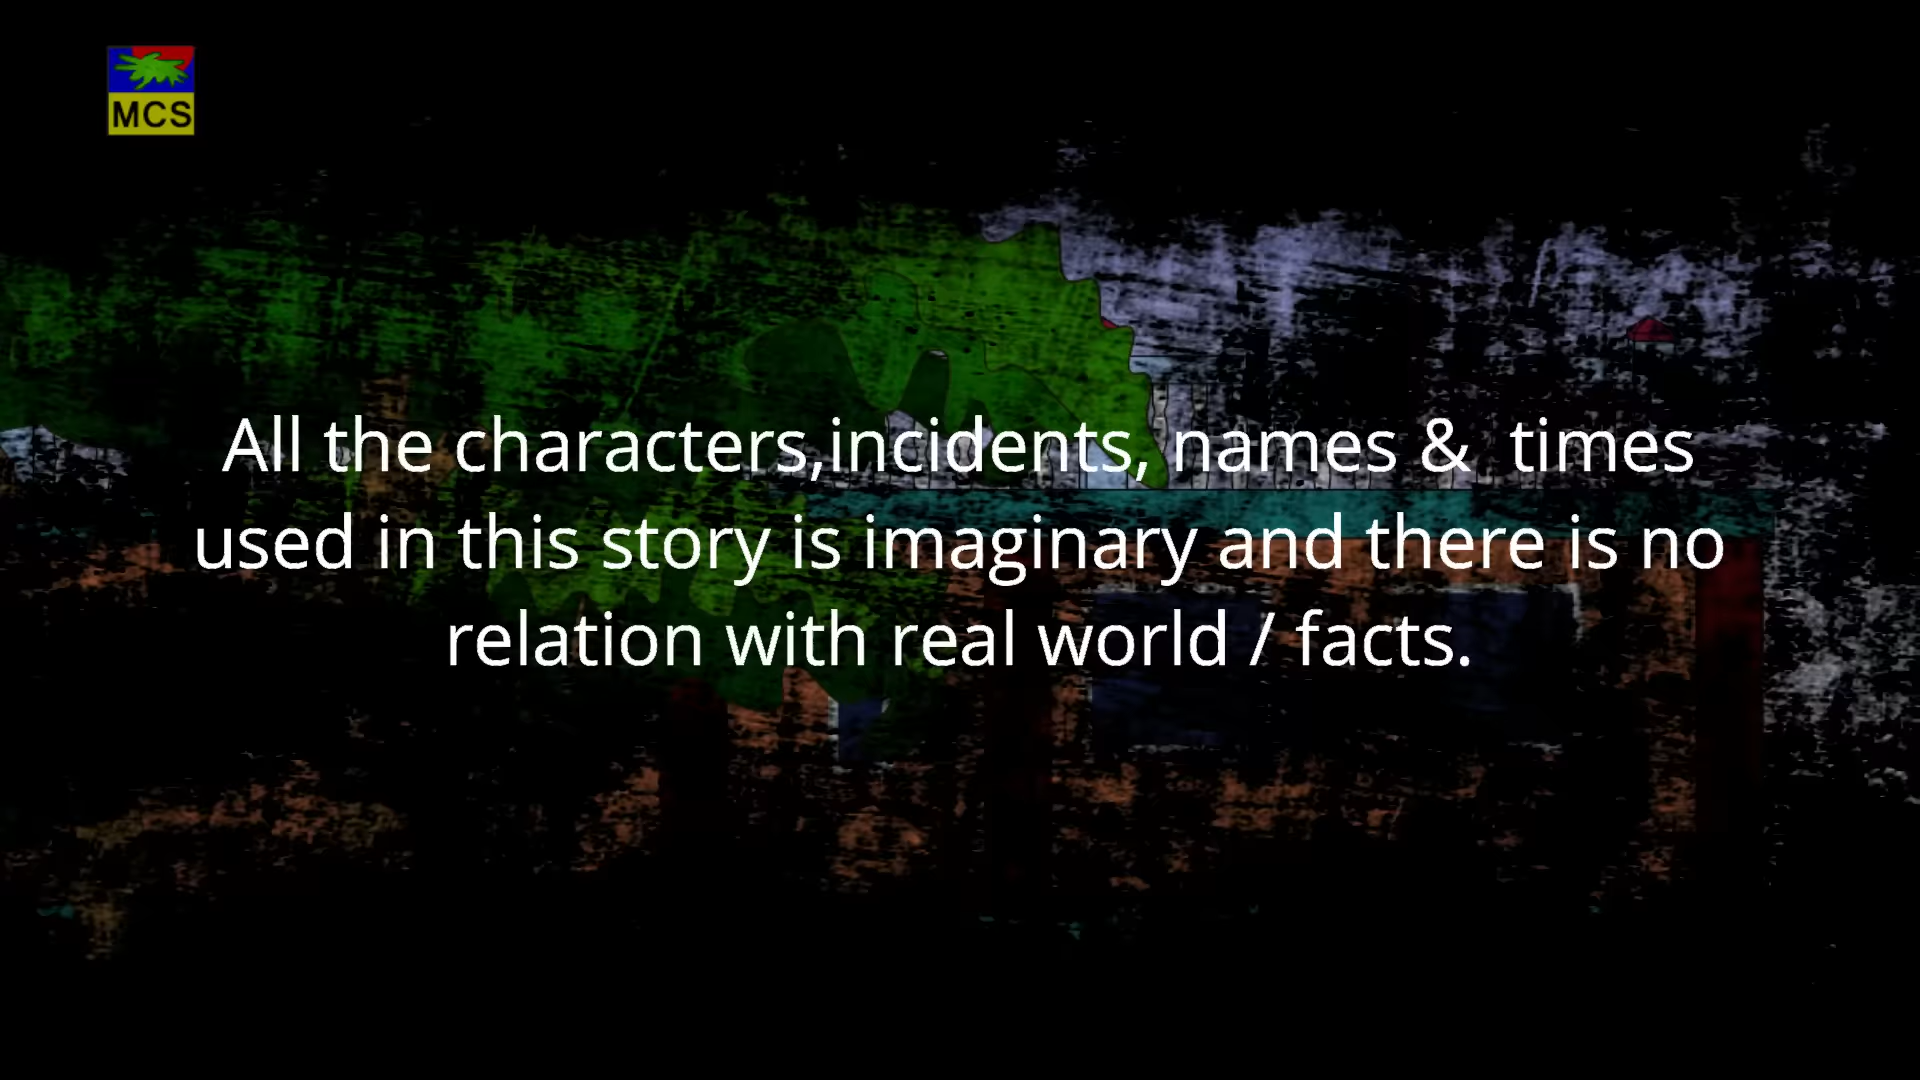 MCS
All the characters,incidents, names &  times
used in this story is imaginary and there is no
relation with real world / facts.